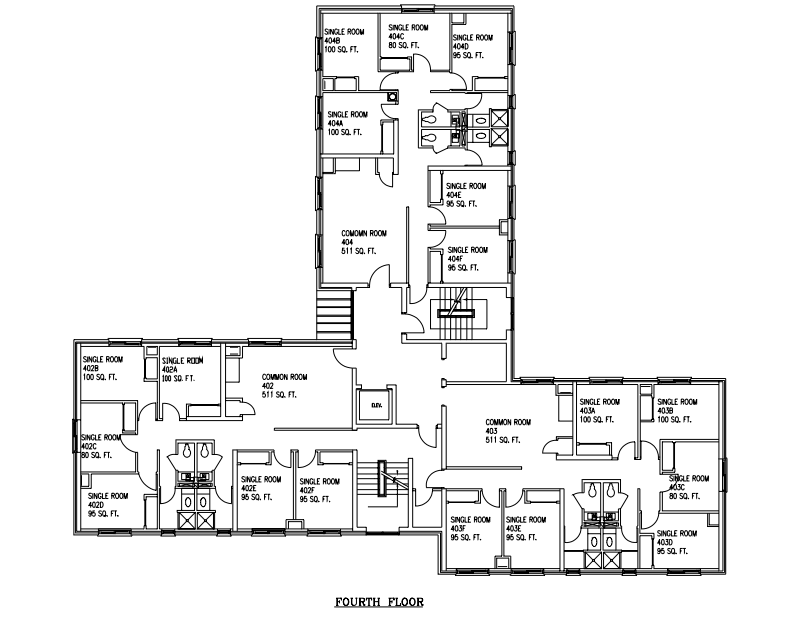 SINGLE ROOM
404B
100 SQ. FT.
SINGLE ROOM
404C
80 SQ. FT.
SINGLE ROOM
404D
95 SQ. FT.
SINGLE ROOM
404A
100 SQ. FT.
SINGLE ROOM
404E
95 SQ. FT.
COMOMN ROOM
404
511 SQ. FT.
SINGLE ROOM
404F
95 SQ. FT.
SINGLE ROOM
402B
100 SQ. FT.
SINGLE ROOM
402A
100 SQ. FT.
COMMON ROOM
402
511 SQ. FT.
ELEV.
SINGLE ROOM
402C
80 SQ. FT.
SINGLE ROOM
402D
95 SQ. FT.
SINGLE ROOM
402E
95 SQ. FT.
SINGLE ROOM
402F
95 SQ. FT.
COMMON ROOM
403
511 SQ. FT.
SINGLE ROOM
403A
100 SQ. FT.
SINGLE ROOM
403B
100 SQ. FT.
SINGLE ROOM
403C
80 SQ. FT.
SINGLE ROOM
403F
95 SQ. FT.
SINGLE ROOM
403E
95 SQ. FT.
SINGLE ROOM
403D
95 SQ. FT.
FOURTH FLOOR